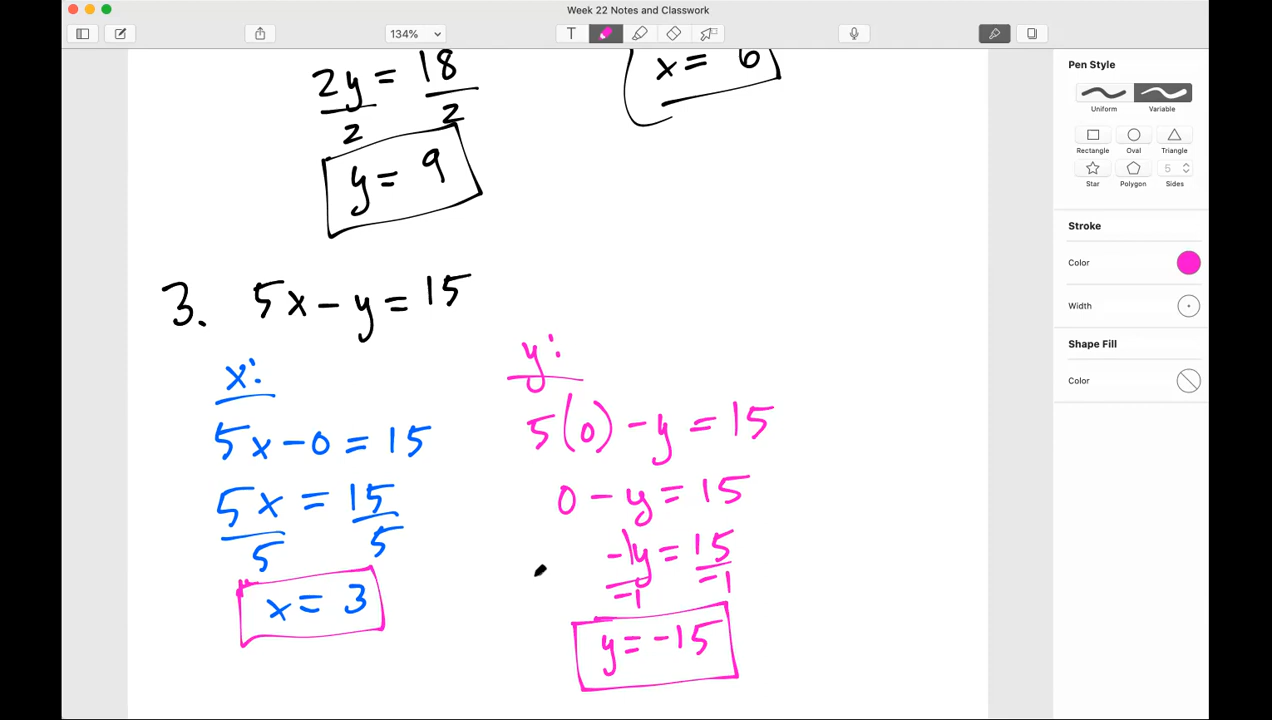 Week 22 Notes and Classwork
134%
T
Pen Style
Uniform
Variable
Rectangle
Oval
Triangle
5
Star
Polygon
Sides
Stroke
Color
Width
Shape Fill
Color
2y = 18
2 2
y = 9
x = 6
3. 5x - y = 15
x:
5x - 0 = 15
5x = 15
5 5
x = 3
y:
5(0) - y = 15
0 - y = 15
-1y = 15
-1 -1
y = -15